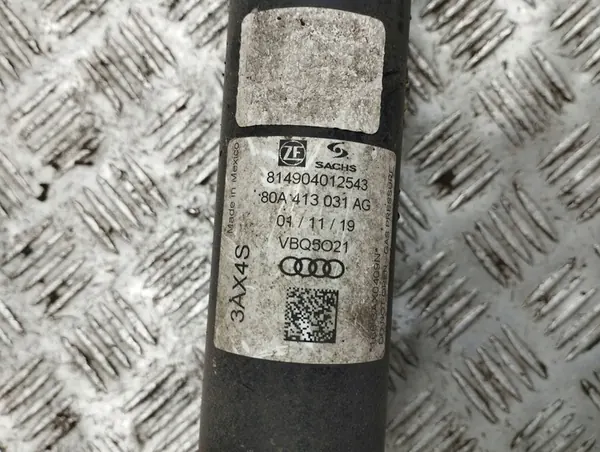 ZF
SACHS
814904012543
80A 413 031 AG
01 / 11 / 19
VBQ5O21
Made in Mexico
3AX4S